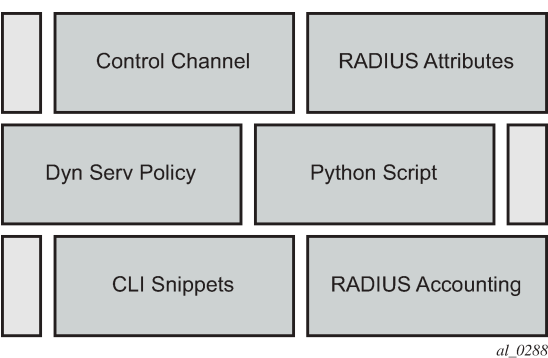 Control Channel
RADIUS Attributes
Dyn Serv Policy
Python Script
CLI Snippets
RADIUS Accounting
al_0288